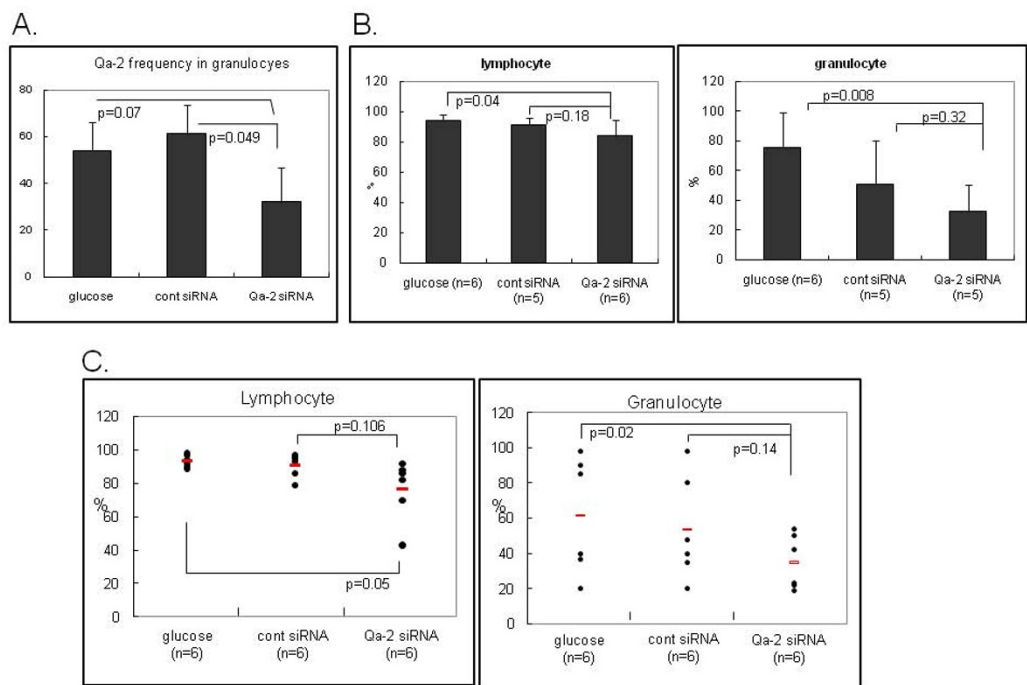 A.
Qa-2 frequency in granulocyes
80
60
40
20
0
p=0.07
p=0.049
glucose
cont siRNA
Qa-2 siRNA
B.
lymphocyte
120
100
80
60
40
20
0
p=0.04
p=0.18
glucose (n=6)
cont siRNA
(n=5)
Qa-2 siRNA
(n=6)
granulocyte
120
100
80
60
40
20
0
%
p=0.008
p=0.32
glucose (n=6)
cont siRNA
(n=5)
Qa-2 siRNA
(n=5)
C.
Lymphocyte
120
100
80
60
40
20
0
%
p=0.106
p=0.05
glucose
(n=6)
cont siRNA
(n=6)
Qa-2 siRNA
(n=6)
Granulocyte
120
100
80
60
40
20
0
%
p=0.02
p=0.14
glucose
(n=6)
cont siRNA
(n=6)
Qa-2 siRNA
(n=6)